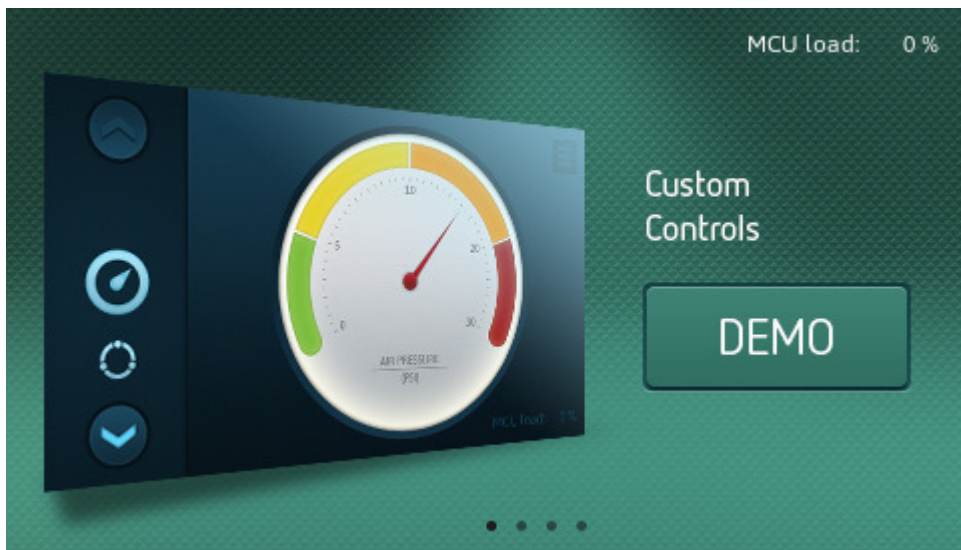 MCU load: 0 %
Custom
Controls
DEMO
10
5
20
0
30
AIR PRESSURE
(PSI)
MCU load: 0 %